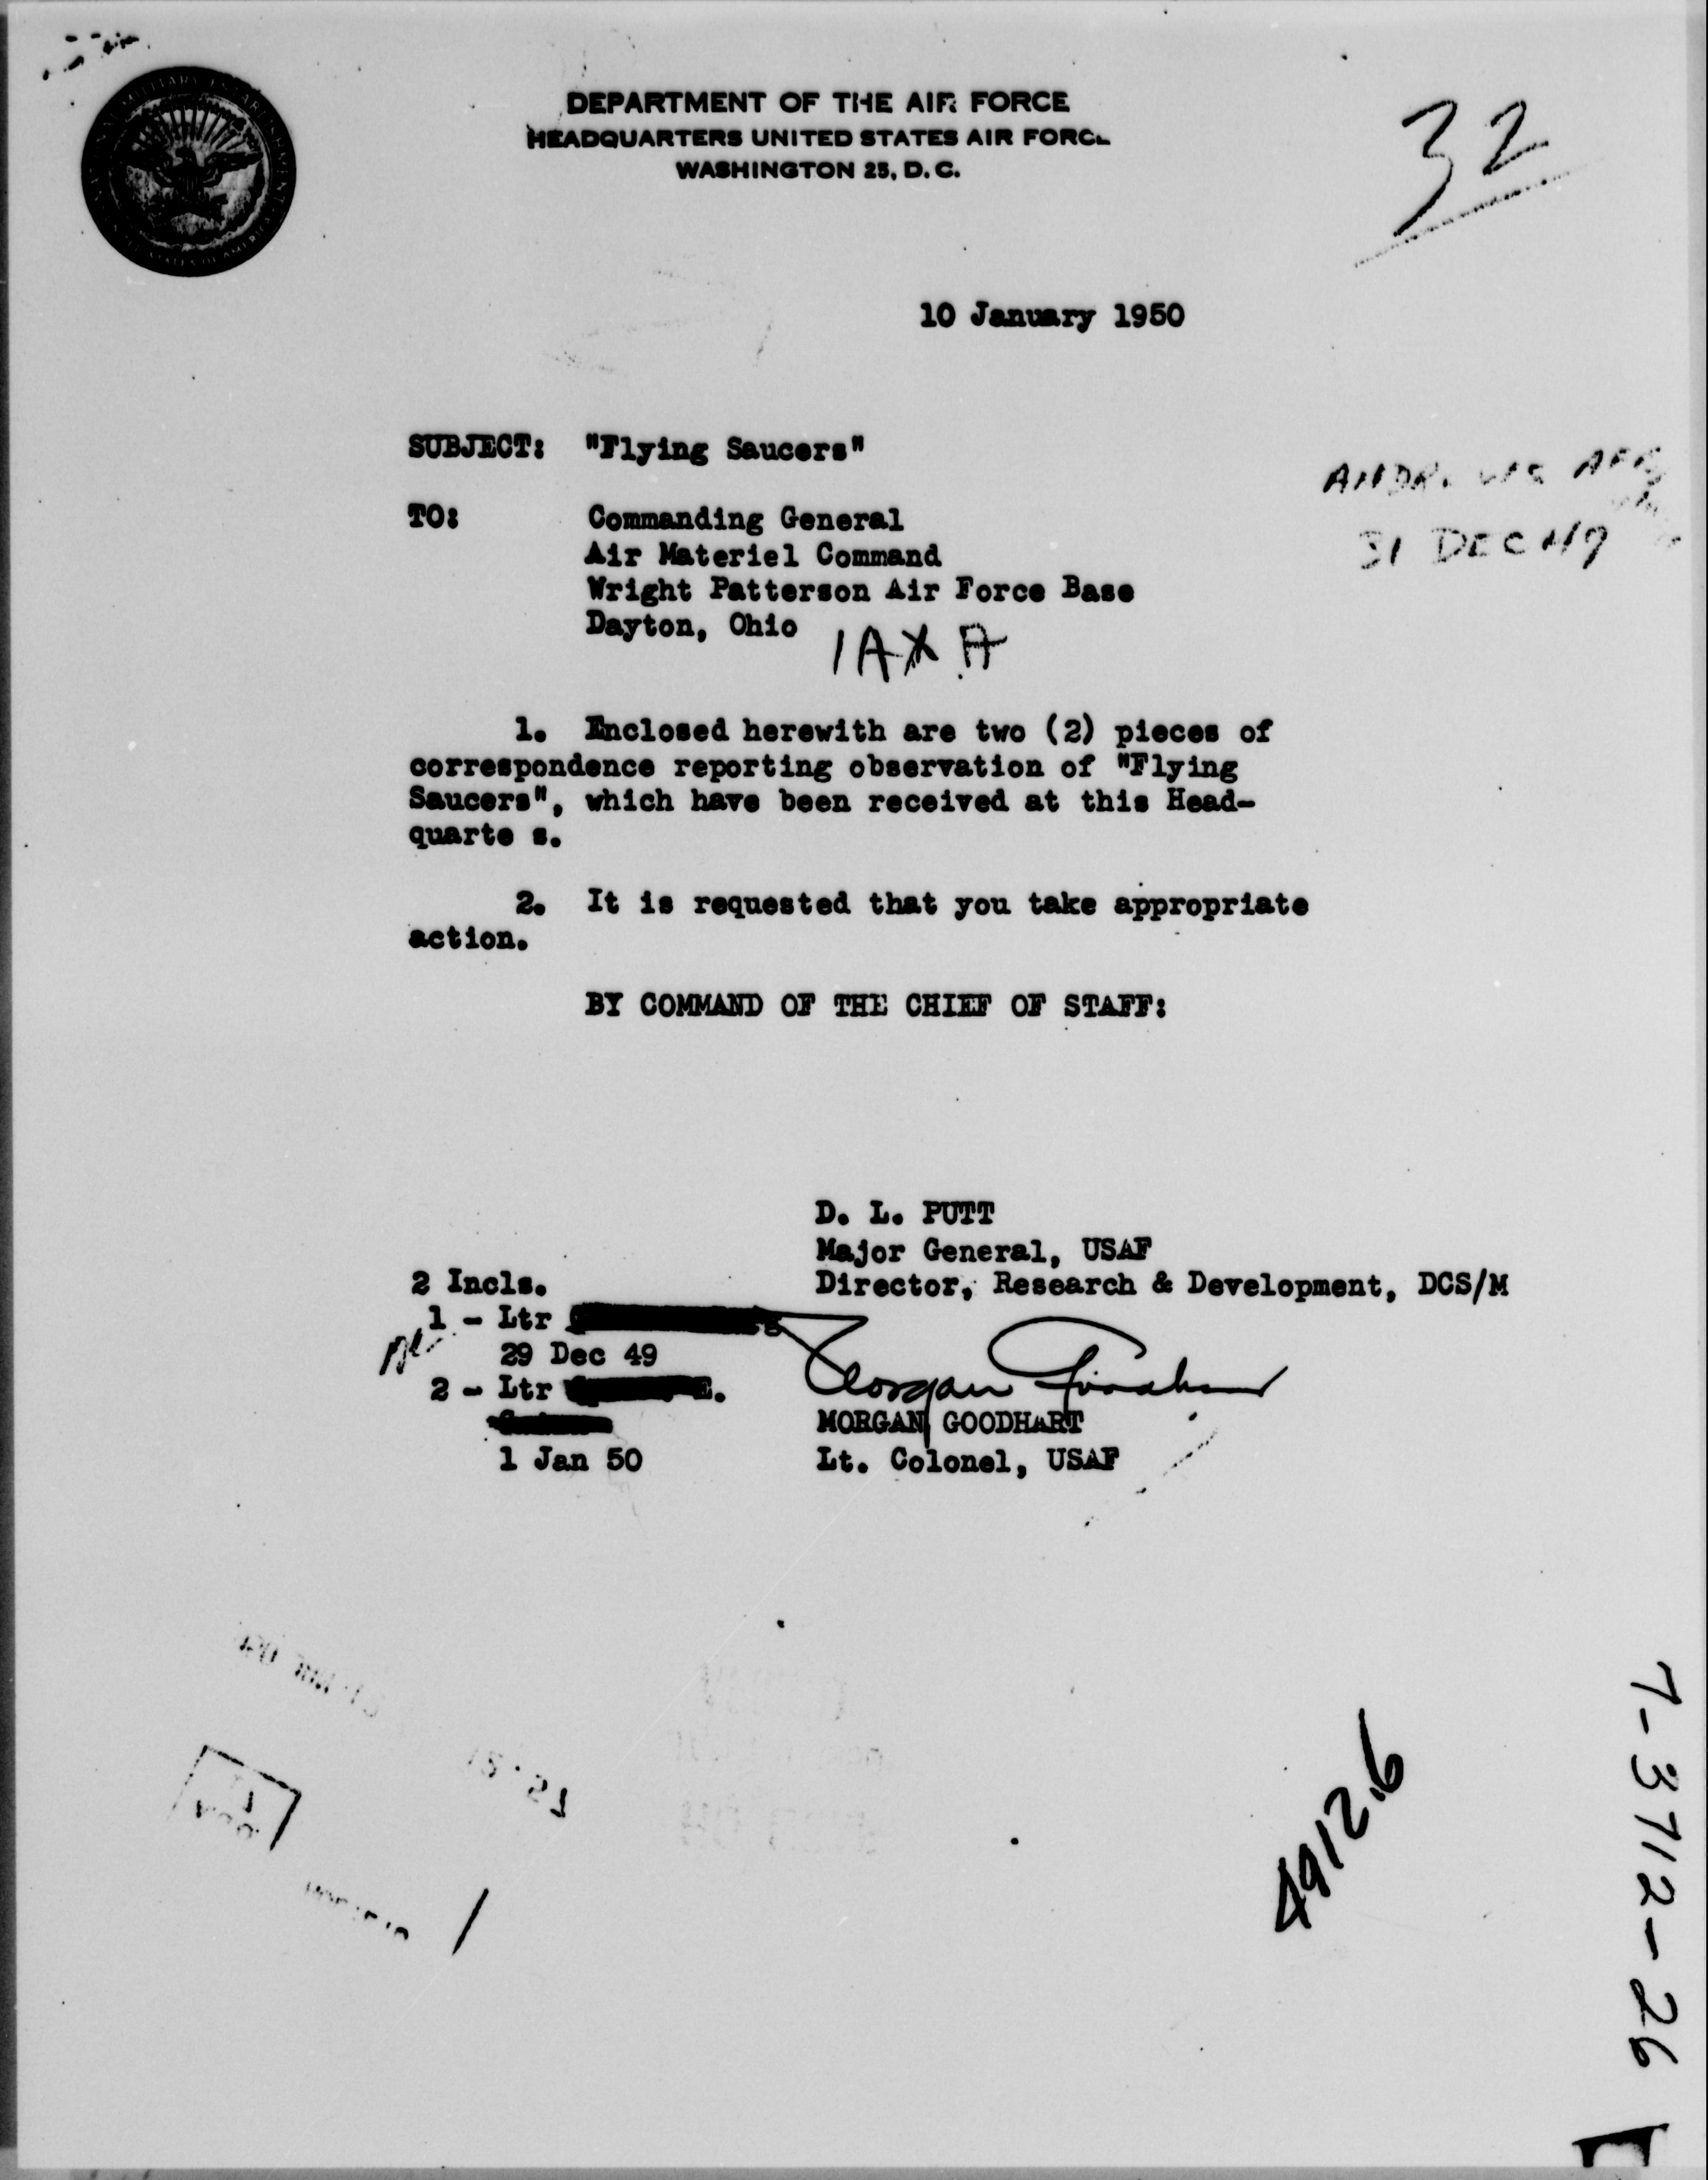 DEPARTMENT OF THE AIR FORCE
HEADQUARTERS UNITED STATES AIR FORCE
WASHINGTON 25, D. C.
32
10 January 1950
SUBJECT: "Flying Saucers"
TO: Commanding General
Air Materiel Command
Wright Patterson Air Force Base
Dayton, Ohio
31 DEC 49
1. Enclosed herewith are two (2) pieces of
correspondence reporting observation of "Flying
Saucers", which have been received at this Head-
quarte s.
2. It is requested that you take appropriate
action.
BY COMMAND OF THE CHIEF OF STAFF:
D. L. PUTT
Major General, USAF
Director, Research & Development, DCS/M
2 Incls.
1 - Ltr
29 Dec 49
2 - Ltr
1 Jan 50
Morgan Goodhart
MORGAN GOODHART
Lt. Colonel, USAF
4912.6
7-3712-26